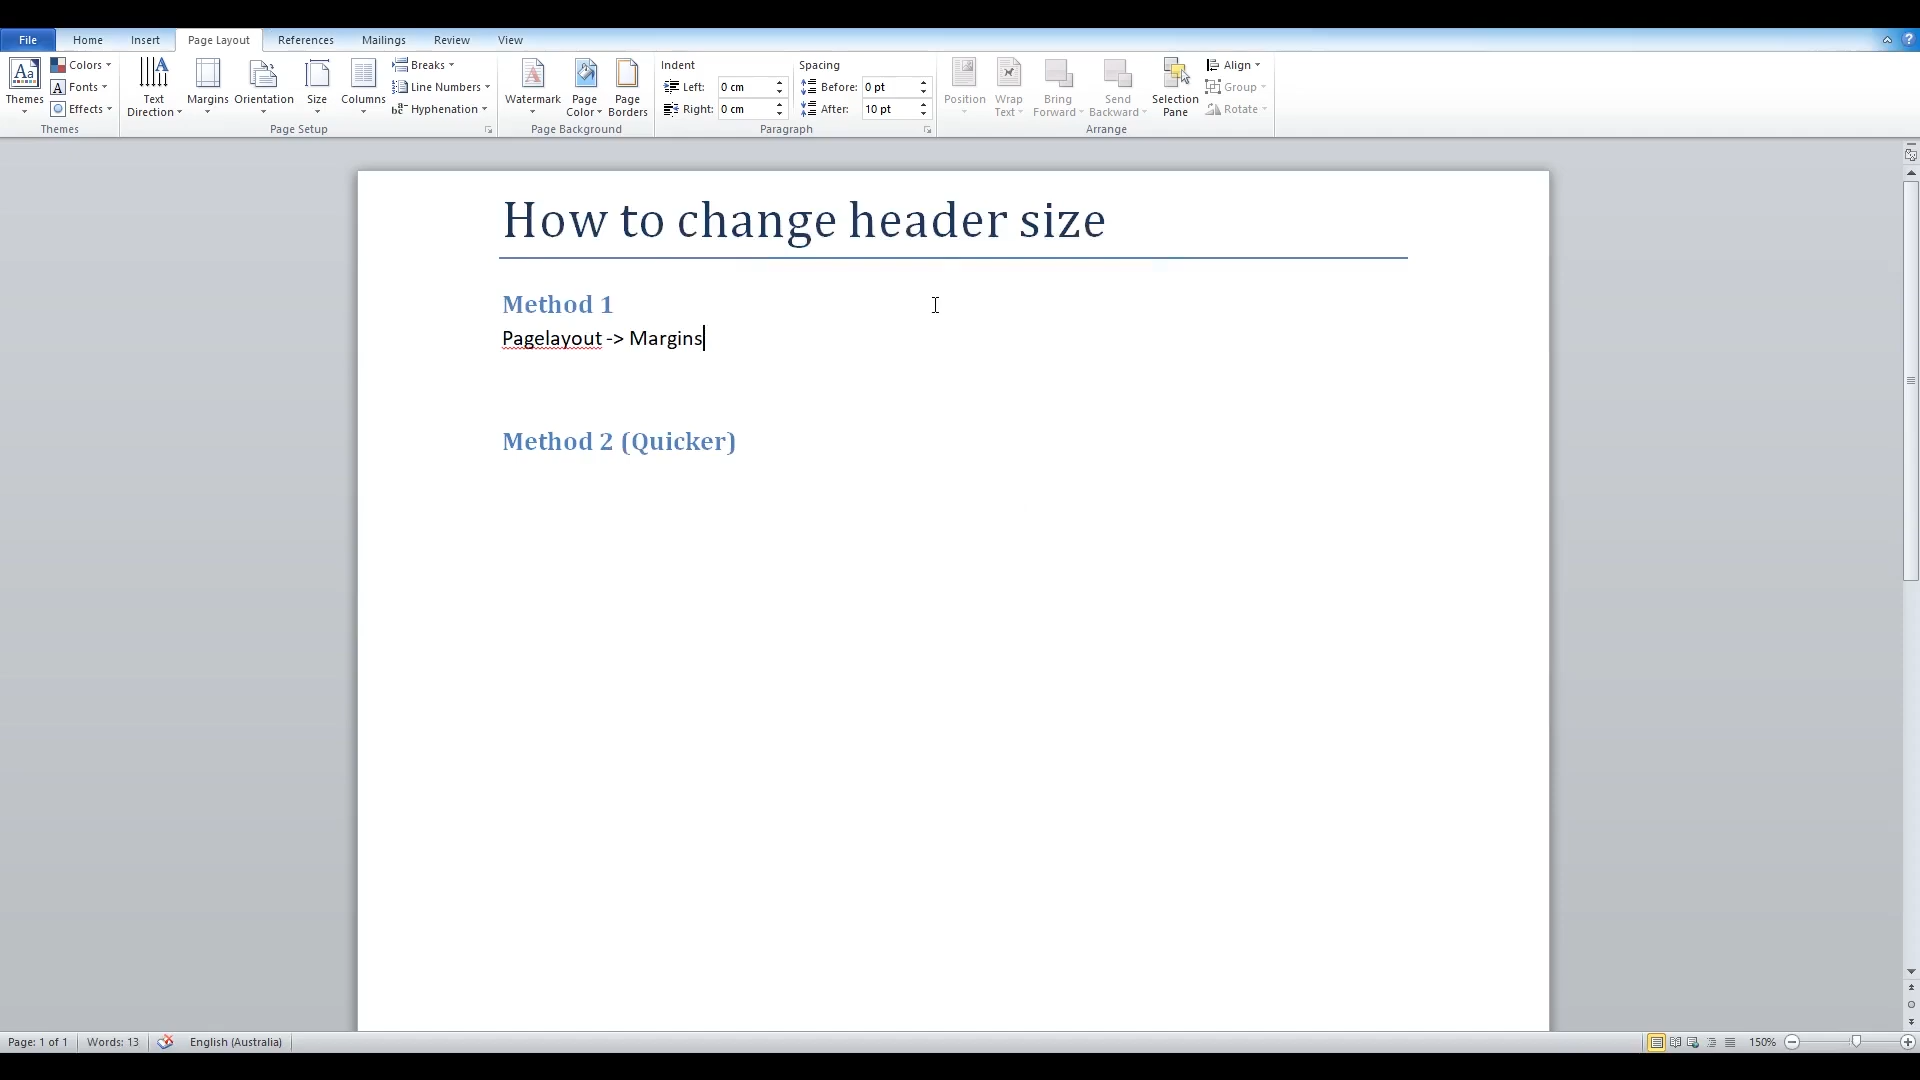 File Home Insert Page Layout References Mailings Review View
Themes Colors Fonts Effects Themes
Text Direction Margins Orientation Size Columns Breaks Line Numbers Hyphenation Page Setup
Watermark Page Color Page Borders Page Background
Indent Left: 0 cm Right: 0 cm Spacing Before: 0 pt After: 10 pt Paragraph
Position Wrap Text Bring Forward Send Backward Selection Pane Align Group Rotate Arrange
How to change header size
Method 1
Pagelayout -> Margins
Method 2 (Quicker)
Page: 1 of 1 Words: 13 English (Australia) 150%